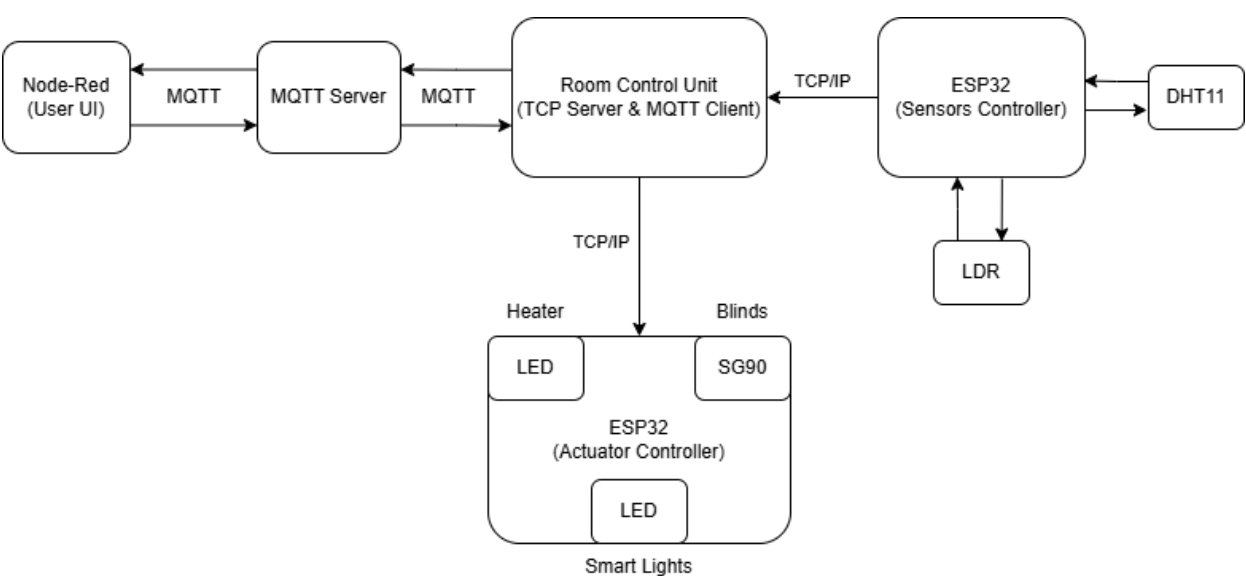 Node-Red
(User UI)
MQTT
MQTT Server
MQTT
Room Control Unit
(TCP Server & MQTT Client)
TCP/IP
ESP32
(Sensors Controller)
DHT11
LDR
TCP/IP
Heater
Blinds
LED
SG90
ESP32
(Actuator Controller)
LED
Smart Lights